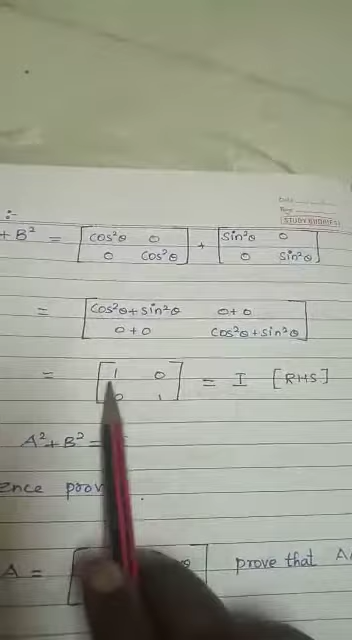 Date
STUDY BUDDIES
:-
+ B² = [cos²θ 0
0 cos²θ] + [sin²θ 0
0 sin²θ]
= [cos²θ+sin²θ 0+0
0+0 cos²θ+sin²θ]
= [1 0
0 1] = I [RHS]
A²+B² =
ence prov
A = [ prove that A